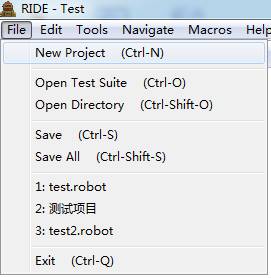 RIDE - Test
File Edit Tools Navigate Macros Help
New Project (Ctrl-N)
Open Test Suite (Ctrl-O)
Open Directory (Ctrl-Shift-O)
Save (Ctrl-S)
Save All (Ctrl-Shift-S)
1: test.robot
2: 测试项目
3: test2.robot
Exit (Ctrl-Q)